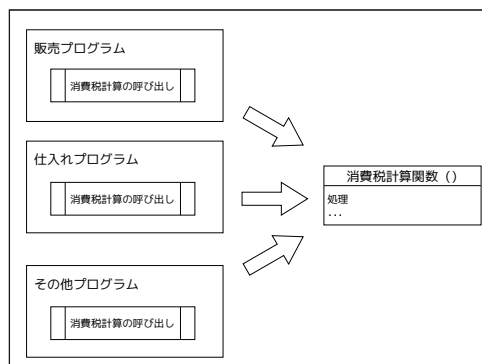 販売プログラム
消費税計算の呼び出し
仕入れプログラム
消費税計算の呼び出し
その他プログラム
消費税計算の呼び出し
消費税計算関数 ()
処理
...